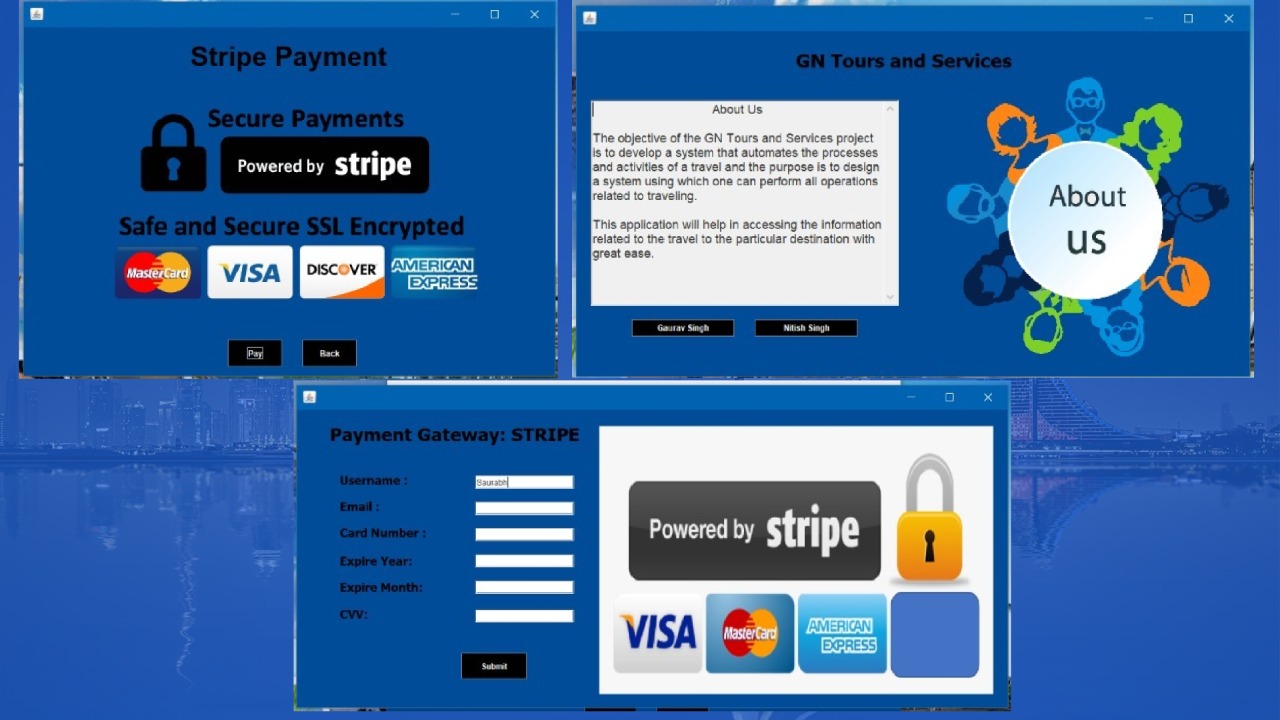 Stripe Payment
Secure Payments
Powered by stripe
Safe and Secure SSL Encrypted
MasterCard
VISA
DISCOVER
AMERICAN
EXPRESS
Pay
Back
GN Tours and Services
About Us
The objective of the GN Tours and Services project
is to develop a system that automates the processes
and activities of a travel and the purpose is to design
a system using which one can perform all operations
related to traveling.
This application will help in accessing the information
related to the travel to the particular destination with
great ease.
Gaurav Singh
Nitish Singh
About
us
Payment Gateway: STRIPE
Username : Saurabh
Email :
Card Number :
Expire Year:
Expire Month:
CVV:
Submit
Powered by stripe
VISA
MasterCard
AMERICAN
EXPRESS